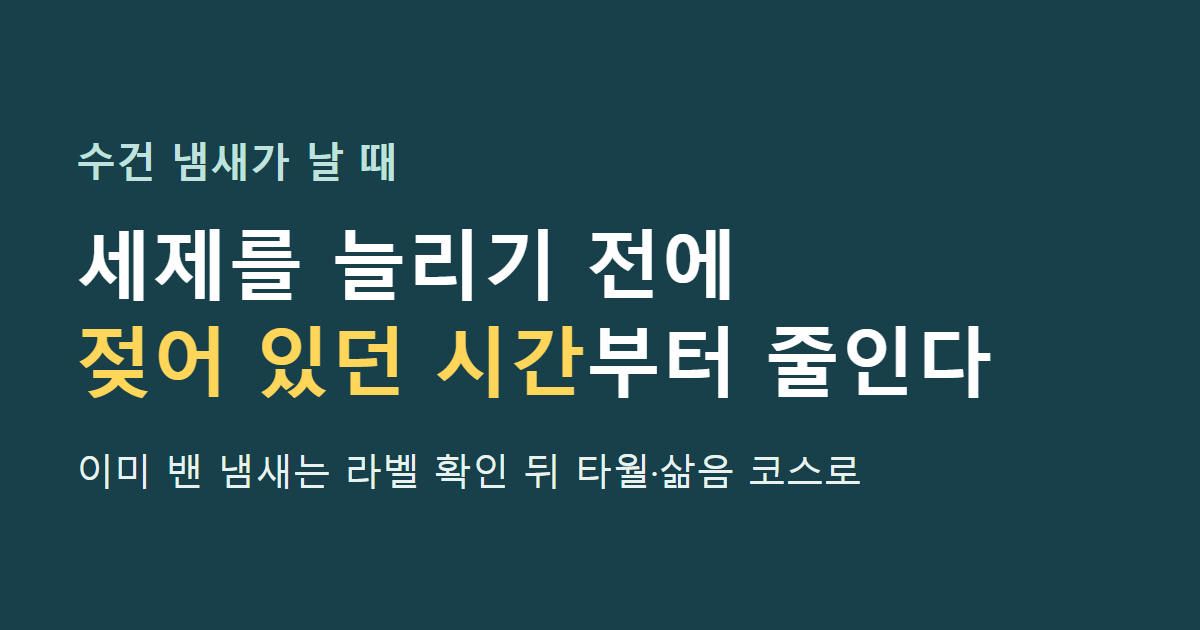 수건 냄새가 날 때
세제를 늘리기 전에
젖어 있던 시간부터 줄인다
이미 밴 냄새는 라벨 확인 뒤 타월·삶음 코스로